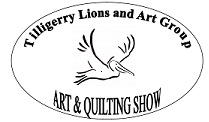 Tilligerry Lions and Art Group
ART & QUILTING SHOW